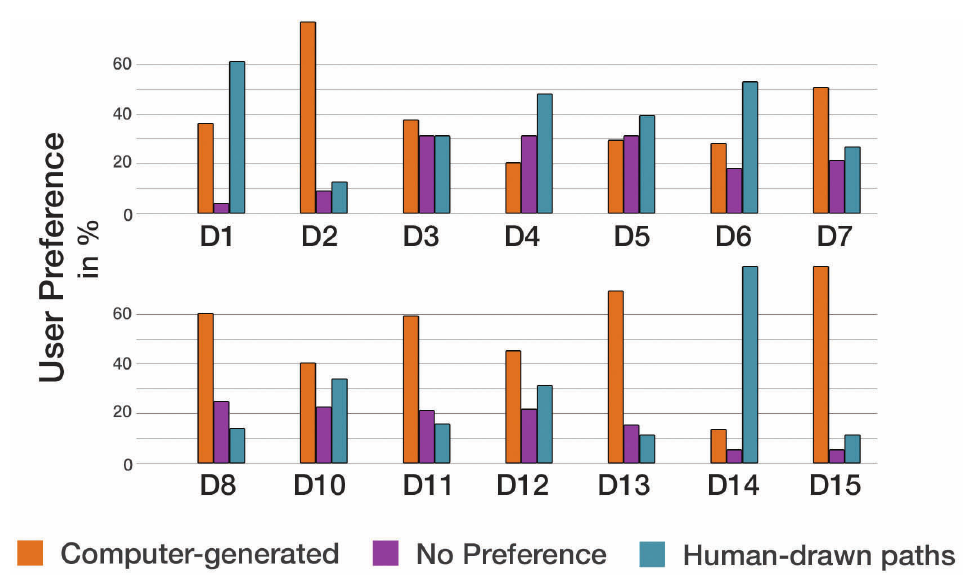 60
40
20
0
D1 D2 D3 D4 D5 D6 D7
User Preference
in %
60
40
20
0
D8 D10 D11 D12 D13 D14 D15
Computer-generated No Preference Human-drawn paths